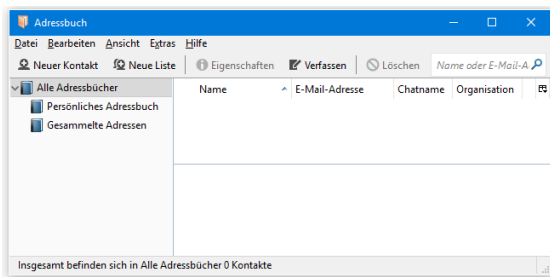 Adressbuch
Datei Bearbeiten Ansicht Extras Hilfe
Neuer Kontakt Neue Liste Eigenschaften Verfassen Löschen Name oder E-Mail-A
Alle Adressbücher Name E-Mail-Adresse Chatname Organisation
Persönliches Adressbuch
Gesammelte Adressen
Insgesamt befinden sich in Alle Adressbücher 0 Kontakte